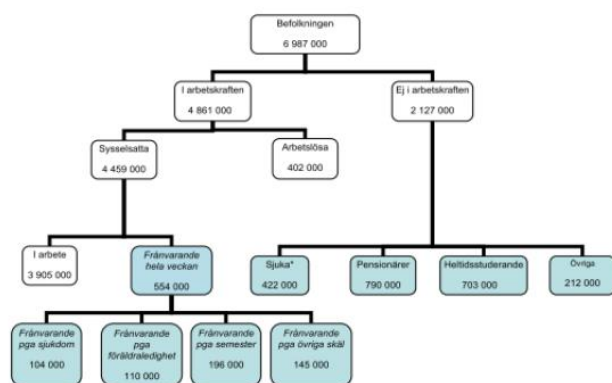 Befolkningen
6 987 000
I arbetskraften
4 861 000
Ej i arbetskraften
2 127 000
Sysselsatta
4 459 000
Arbetslösa
402 000
I arbete
3 905 000
Frånvarande
hela veckan
554 000
Sjuka*
422 000
Pensionärer
790 000
Heltidsstuderande
703 000
Övriga
212 000
Frånvarande
pga sjukdom
104 000
Frånvarande
pga
föräldraledighet
110 000
Frånvarande
pga semester
196 000
Frånvarande
pga övriga skäl
145 000